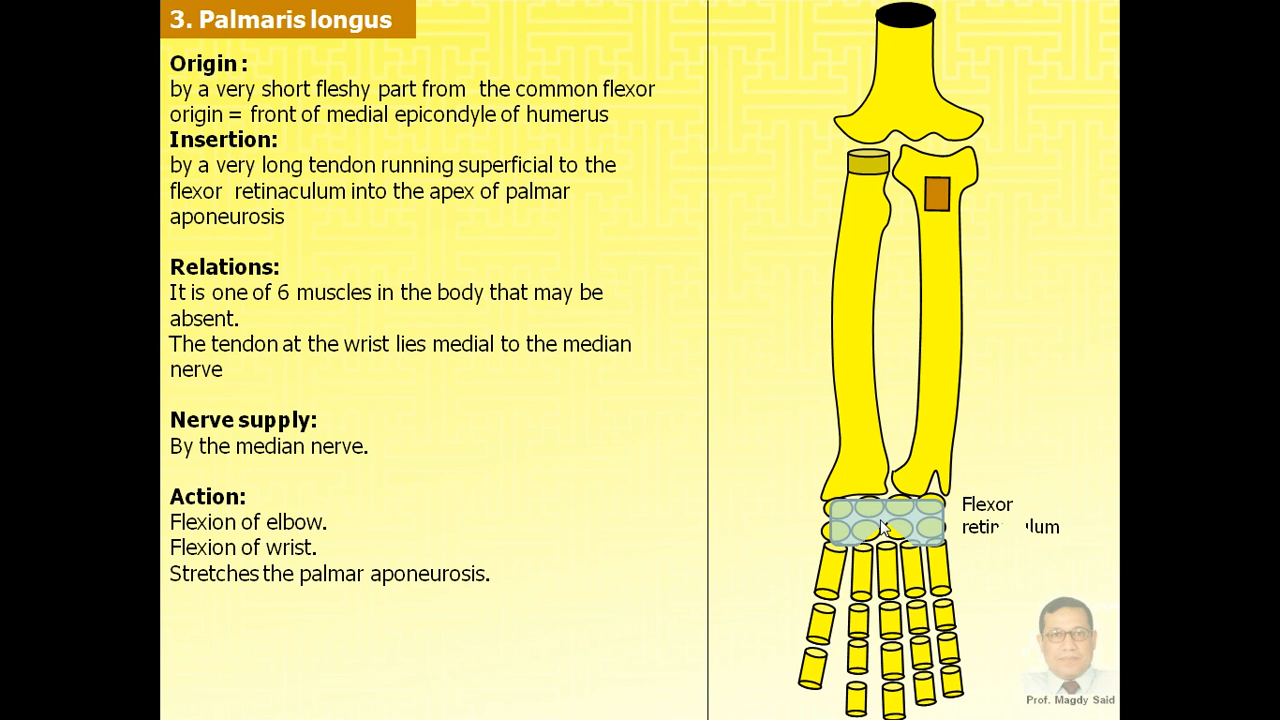 3. Palmaris longus
Origin :
by a very short fleshy part from the common flexor
origin = front of medial epicondyle of humerus
Insertion:
by a very long tendon running superficial to the
flexor retinaculum into the apex of palmar
aponeurosis
Relations:
It is one of 6 muscles in the body that may be
absent.
The tendon at the wrist lies medial to the median
nerve
Nerve supply:
By the median nerve.
Action:
Flexion of elbow.
Flexion of wrist.
Stretches the palmar aponeurosis.
Flexor
Prof. Magdy Said